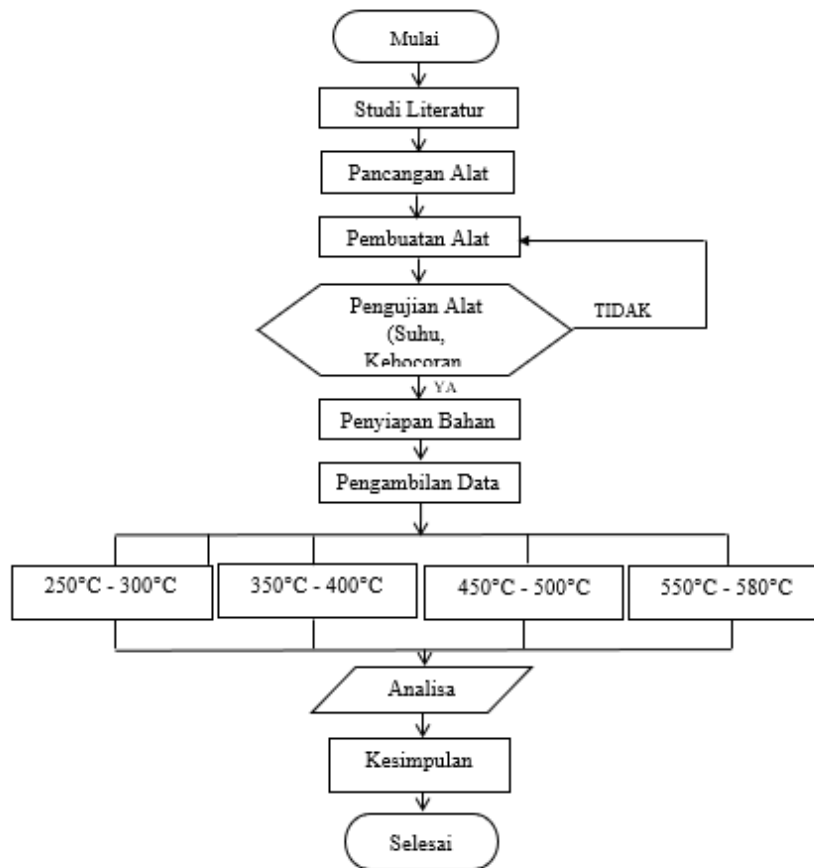 Mulai
Studi Literatur
Pancangan Alat
Pembuatan Alat
Pengujian Alat
(Suhu,
Kebocoran
TIDAK
YA
Penyiapan Bahan
Pengambilan Data
250°C - 300°C
350°C - 400°C
450°C - 500°C
550°C - 580°C
Analisa
Kesimpulan
Selesai